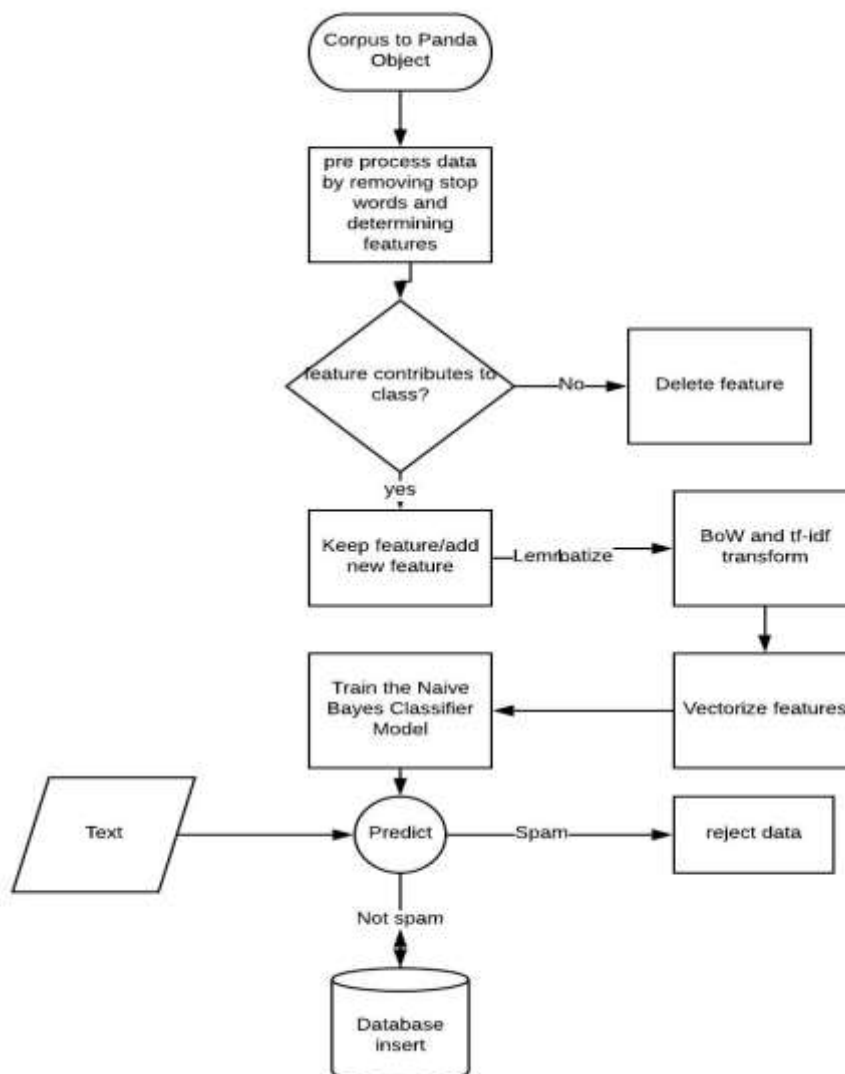 Corpus to Panda
Object
pre process data
by removing stop
words and
determining
features
feature contributes to
class?
No
Delete feature
yes
Keep feature/add
new feature
BoW and tf-idf
transform
Train the Naive
Bayes Classifier
Model
Vectorize features
Text
Predict
Spam
reject data
Not spam
Database
insert